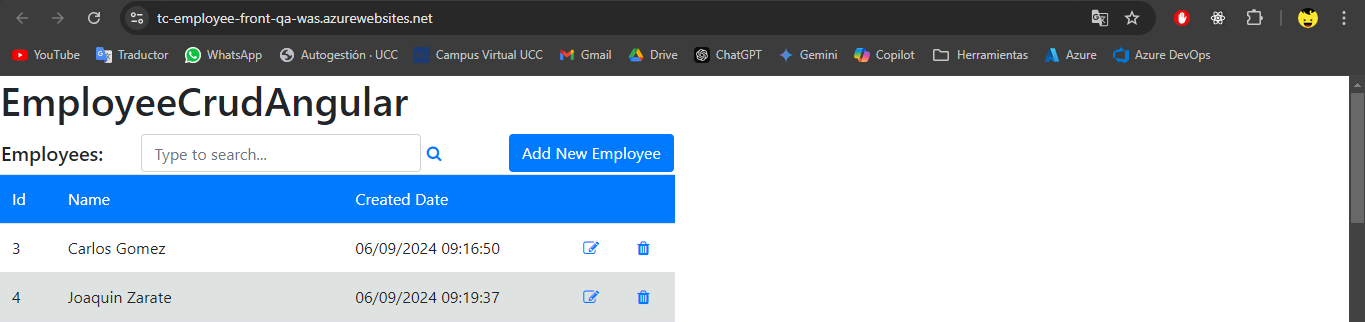 tc-employee-front-qa-was.azurewebsites.net
YouTube Traductor WhatsApp Autogestión · UCC Campus Virtual UCC Gmail Drive ChatGPT Gemini Copilot Herramientas Azure Azure DevOps
EmployeeCrudAngular
Employees: Type to search... Add New Employee
Id Name Created Date
3 Carlos Gomez 06/09/2024 09:16:50
4 Joaquin Zarate 06/09/2024 09:19:37